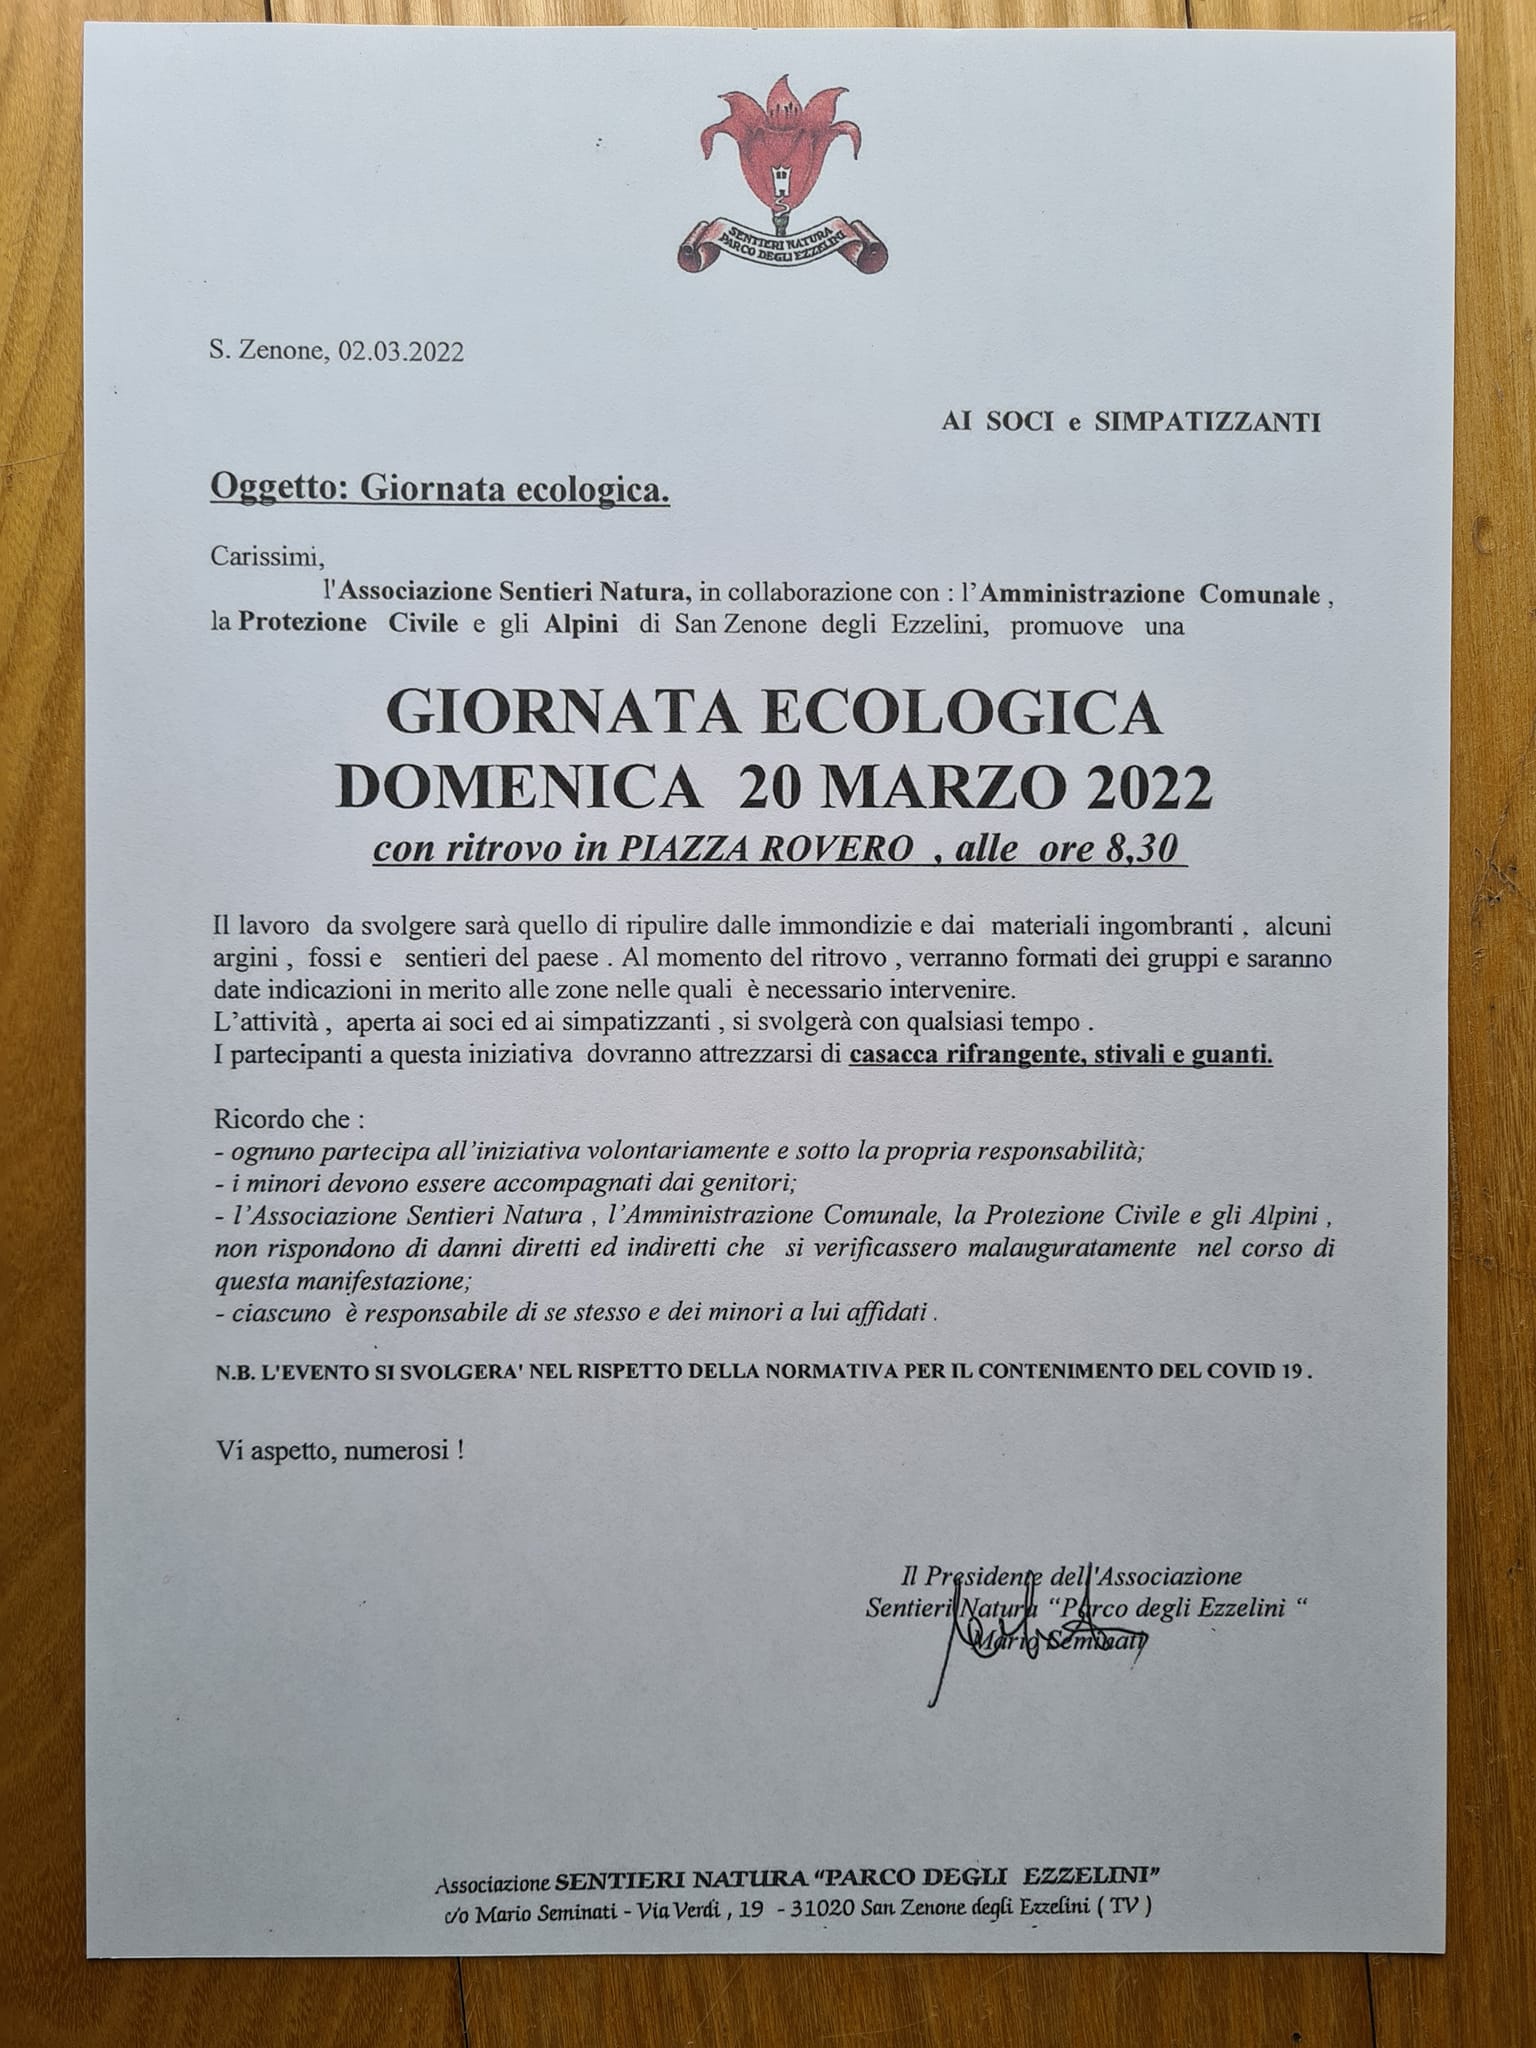 SENTIERI NATURA
PARCO DEGLI EZZELINI
S. Zenone, 02.03.2022
AI SOCI e SIMPATIZZANTI
Oggetto: Giornata ecologica.
Carissimi,
l'Associazione Sentieri Natura, in collaborazione con : l’Amministrazione Comunale ,
la Protezione Civile e gli Alpini di San Zenone degli Ezzelini, promuove una
GIORNATA ECOLOGICA
DOMENICA 20 MARZO 2022
con ritrovo in PIAZZA ROVERO , alle ore 8,30
Il lavoro da svolgere sarà quello di ripulire dalle immondizie e dai materiali ingombranti , alcuni
argini , fossi e sentieri del paese . Al momento del ritrovo , verranno formati dei gruppi e saranno
date indicazioni in merito alle zone nelle quali è necessario intervenire.
L’attività , aperta ai soci ed ai simpatizzanti , si svolgerà con qualsiasi tempo .
I partecipanti a questa iniziativa dovranno attrezzarsi di casacca rifrangente, stivali e guanti.
Ricordo che :
- ognuno partecipa all’iniziativa volontariamente e sotto la propria responsabilità;
- i minori devono essere accompagnati dai genitori;
- l’Associazione Sentieri Natura , l’Amministrazione Comunale, la Protezione Civile e gli Alpini ,
non rispondono di danni diretti ed indiretti che si verificassero malauguratamente nel corso di
questa manifestazione;
- ciascuno è responsabile di se stesso e dei minori a lui affidati .
N.B. L'EVENTO SI SVOLGERA' NEL RISPETTO DELLA NORMATIVA PER IL CONTENIMENTO DEL COVID 19 .
Vi aspetto, numerosi !
Il Presidente dell'Associazione
Sentieri Natura “Parco degli Ezzelini “
Mario Seminati
Associazione SENTIERI NATURA “PARCO DEGLI EZZELINI”
c/o Mario Seminati - Via Verdi , 19 - 31020 San Zenone degli Ezzelini ( TV )